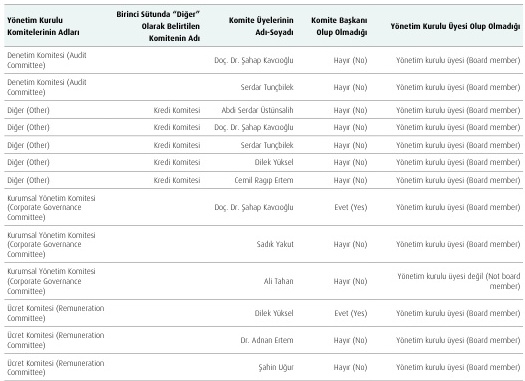 Yönetim Kurulu Komitelerinin Adları | Birinci Sütunda “Diğer” Olarak Belirtilen Komitenin Adı | Komite Üyelerinin Adı-Soyadı | Komite Başkanı Olup Olmadığı | Yönetim Kurulu Üyesi Olup Olmadığı
Denetim Komitesi (Audit Committee) | | Doç. Dr. Şahap Kavcıoğlu | Hayır (No) | Yönetim kurulu üyesi (Board member)
Denetim Komitesi (Audit Committee) | | Serdar Tunçbilek | Hayır (No) | Yönetim kurulu üyesi (Board member)
Diğer (Other) | Kredi Komitesi | Abdi Serdar Üstünsalih | Hayır (No) | Yönetim kurulu üyesi (Board member)
Diğer (Other) | Kredi Komitesi | Doç. Dr. Şahap Kavcıoğlu | Hayır (No) | Yönetim kurulu üyesi (Board member)
Diğer (Other) | Kredi Komitesi | Serdar Tunçbilek | Hayır (No) | Yönetim kurulu üyesi (Board member)
Diğer (Other) | Kredi Komitesi | Dilek Yüksel | Hayır (No) | Yönetim kurulu üyesi (Board member)
Diğer (Other) | Kredi Komitesi | Cemil Ragıp Ertem | Hayır (No) | Yönetim kurulu üyesi (Board member)
Kurumsal Yönetim Komitesi (Corporate Governance Committee) | | Doç. Dr. Şahap Kavcıoğlu | Evet (Yes) | Yönetim kurulu üyesi (Board member)
Kurumsal Yönetim Komitesi (Corporate Governance Committee) | | Sadık Yakut | Hayır (No) | Yönetim kurulu üyesi (Board member)
Kurumsal Yönetim Komitesi (Corporate Governance Committee) | | Ali Tahan | Hayır (No) | Yönetim kurulu üyesi değil (Not board member)
Ücret Komitesi (Remuneration Committee) | | Dilek Yüksel | Evet (Yes) | Yönetim kurulu üyesi (Board member)
Ücret Komitesi (Remuneration Committee) | | Dr. Adnan Ertem | Hayır (No) | Yönetim kurulu üyesi (Board member)
Ücret Komitesi (Remuneration Committee) | | Şahin Uğur | Hayır (No) | Yönetim kurulu üyesi (Board member)